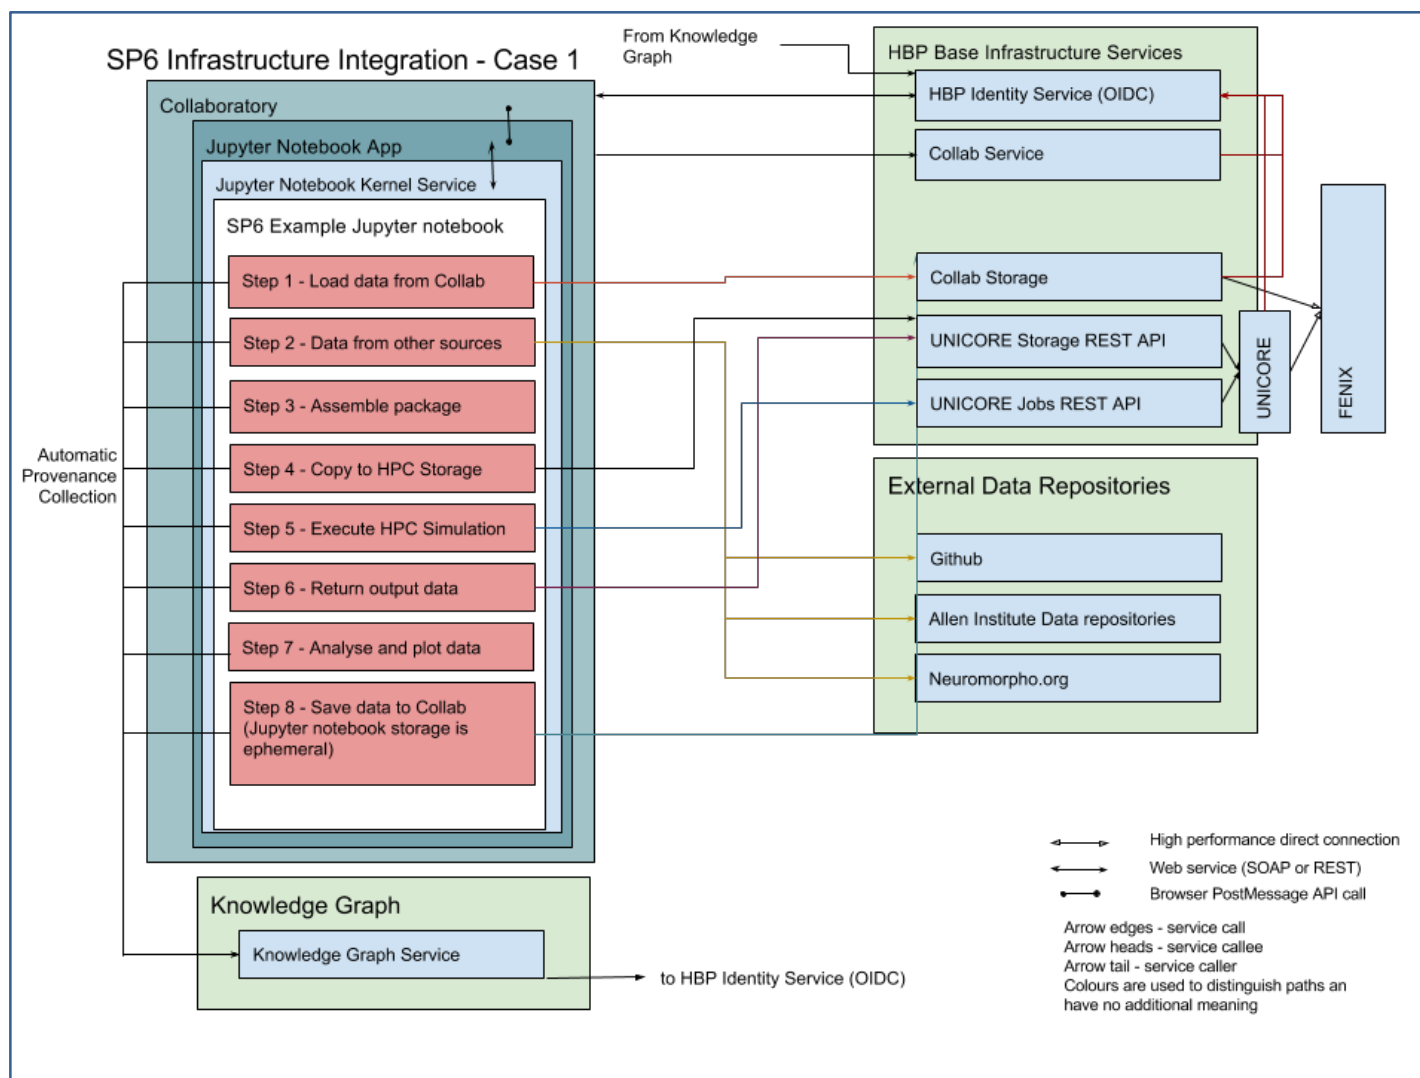 SP6 Infrastructure Integration - Case 1
Collaboratory
Jupyter Notebook App
Jupyter Notebook Kernel Service
SP6 Example Jupyter notebook
Step 1 - Load data from Collab
Step 2 - Data from other sources
Step 3 - Assemble package
Step 4 - Copy to HPC Storage
Step 5 - Execute HPC Simulation
Step 6 - Return output data
Step 7 - Analyse and plot data
Step 8 - Save data to Collab
(Jupyter notebook storage is
ephemeral)
Automatic
Provenance
Collection
Knowledge Graph
Knowledge Graph Service
to HBP Identity Service (OIDC)
From Knowledge
Graph
HBP Base Infrastructure Services
HBP Identity Service (OIDC)
Collab Service
Collab Storage
UNICORE Storage REST API
UNICORE Jobs REST API
UNICORE
FENIX
External Data Repositories
Github
Allen Institute Data repositories
Neuromorpho.org
High performance direct connection
Web service (SOAP or REST)
Browser PostMessage API call
Arrow edges - service call
Arrow heads - service callee
Arrow tail - service caller
Colours are used to distinguish paths an
have no additional meaning